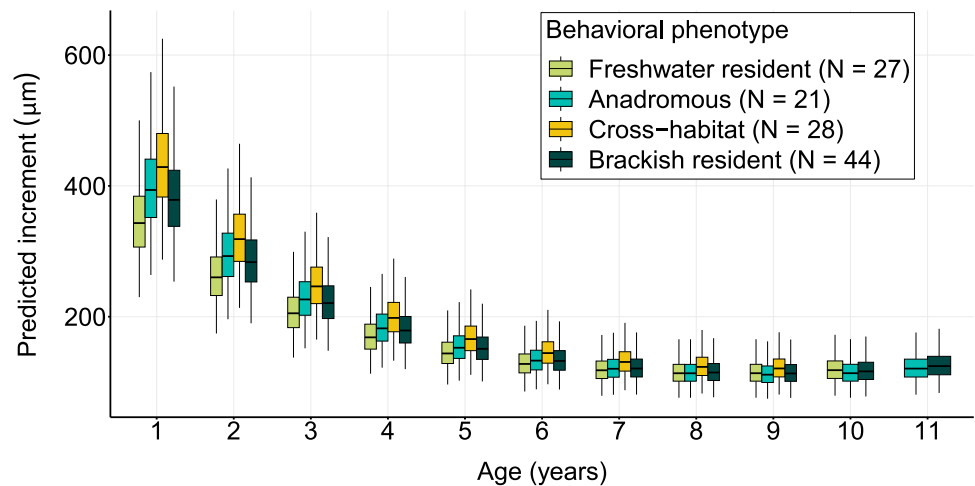 Behavioral phenotype
Freshwater resident (N = 27)
Anadromous (N = 21)
Cross−habitat (N = 28)
Brackish resident (N = 44)
Predicted increment (µm)
600
400
200
1 2 3 4 5 6 7 8 9 10 11
Age (years)